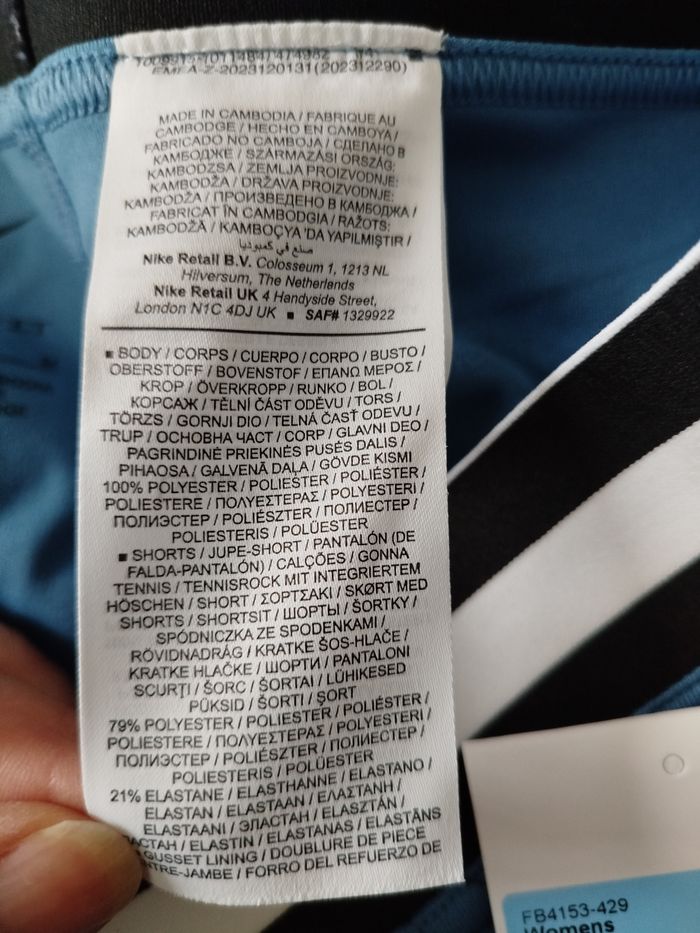 EMEA-Z-2023120131(202312290)
MADE IN CAMBODIA / FABRIQUE AU
CAMBODGE / HECHO EN CAMBOYA /
FABRICADO NO CAMBOJA / СДЕЛАНО В
КАМБОДЖЕ / SZÁRMAZÁSI ORSZÁG:
KAMBODZSA / ZEMLJA PROIZVODNJE:
KAMBODŽA / DRŽAVA PROIZVODNJE:
KAMBODŽA / ПРОИЗВЕДЕНО В КАМБОДЖА /
FABRICAT ÎN CAMBODGIA / RAŽOTS:
KAMBODŽĀ / KAMBOÇYA 'DA YAPILMIŞTIR /
صنع في كمبوديا
Nike Retail B.V. Colosseum 1, 1213 NL
Hilversum, The Netherlands
Nike Retail UK 4 Handyside Street,
London N1C 4DJ UK ■ SAF# 1329922
■ BODY / CORPS / CUERPO / CORPO / BUSTO /
OBERSTOFF / BOVENSTOF / ΕΠΑΝΩ ΜΕΡΟΣ /
KROP / ÖVERKROPP / RUNKO / BOL /
КОРСАЖ / TĚLNÍ ČÁST ODĚVU / TORS /
TÖRZS / GORNJI DIO / TELNÁ ČASŤ ODEVU /
TRUP / ОСНОВНА ЧАСТ / CORP / GLAVNI DEO /
PAGRINDINĖ PRIEKINĖS PUSĖS DALIS /
PIHAOSA / GALVENĀ DAĻA / GÖVDE KISMI
100% POLYESTER / POLIESTER / POLIÉSTER /
POLIESTERE / ΠΟΛΥΕΣΤΕΡΑΣ / POLYESTERI /
ПОЛИЭСТЕР / POLIÉSZTER / ПОЛИЕСТЕР /
POLIESTERIS / POLÜESTER
■ SHORTS / JUPE-SHORT / PANTALÓN (DE
FALDA-PANTALÓN) / CALÇÕES / GONNA
TENNIS / TENNISROCK MIT INTEGRIERTEM
HÖSCHEN / SHORT / ΣΟΡΤΣΑΚΙ / SKØRT MED
SHORTS / SHORTSIT / ШОРТЫ / ŠORTKY /
SPÓDNICZKA ZE SPODENKAMI /
RÖVIDNADRÁG / KRATKE ŠOS-HLAČE /
KRATKE HLAČKE / ШОРТИ / PANTALONI
SCURŢI / ŠORC / ŠORTAI / LÜHIKESED
PÜKSID / ŠORTI / ŞORT
79% POLYESTER / POLIESTER / POLIÉSTER /
POLIESTERE / ΠΟΛΥΕΣΤΕΡΑΣ / POLYESTERI /
ПОЛИЭСТЕР / POLIÉSZTER / ПОЛИЕСТЕР /
POLIESTERIS / POLÜESTER
21% ELASTANE / ELASTHANNE / ELASTANO /
ELASTAN / ELASTAAN / ΕΛΑΣΤΑΝΗ /
ELASTAANI / ЭЛАСТАН / ELASZTÁN /
ЛАСТАН / ELASTIN / ELASTANAS / ELASTĀNS
GUSSET LINING / DOUBLURE DE PIECE
NTRE-JAMBE / FORRO DEL REFUERZO DE
FB4153-429
Womens